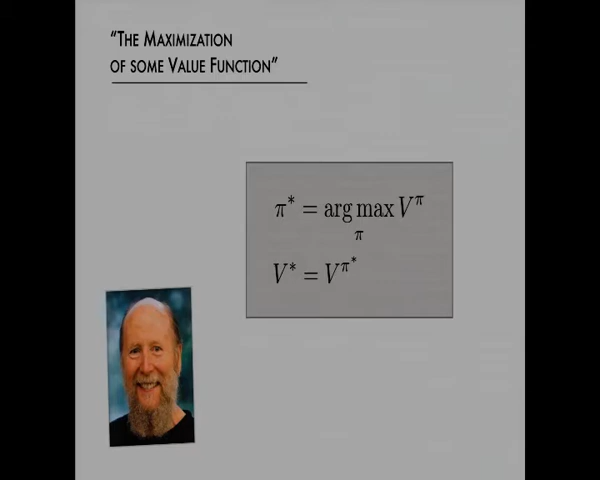 “THE MAXIMIZATION
OF SOME VALUE FUNCTION”
π* = arg max V^π
π
V* = V^π*